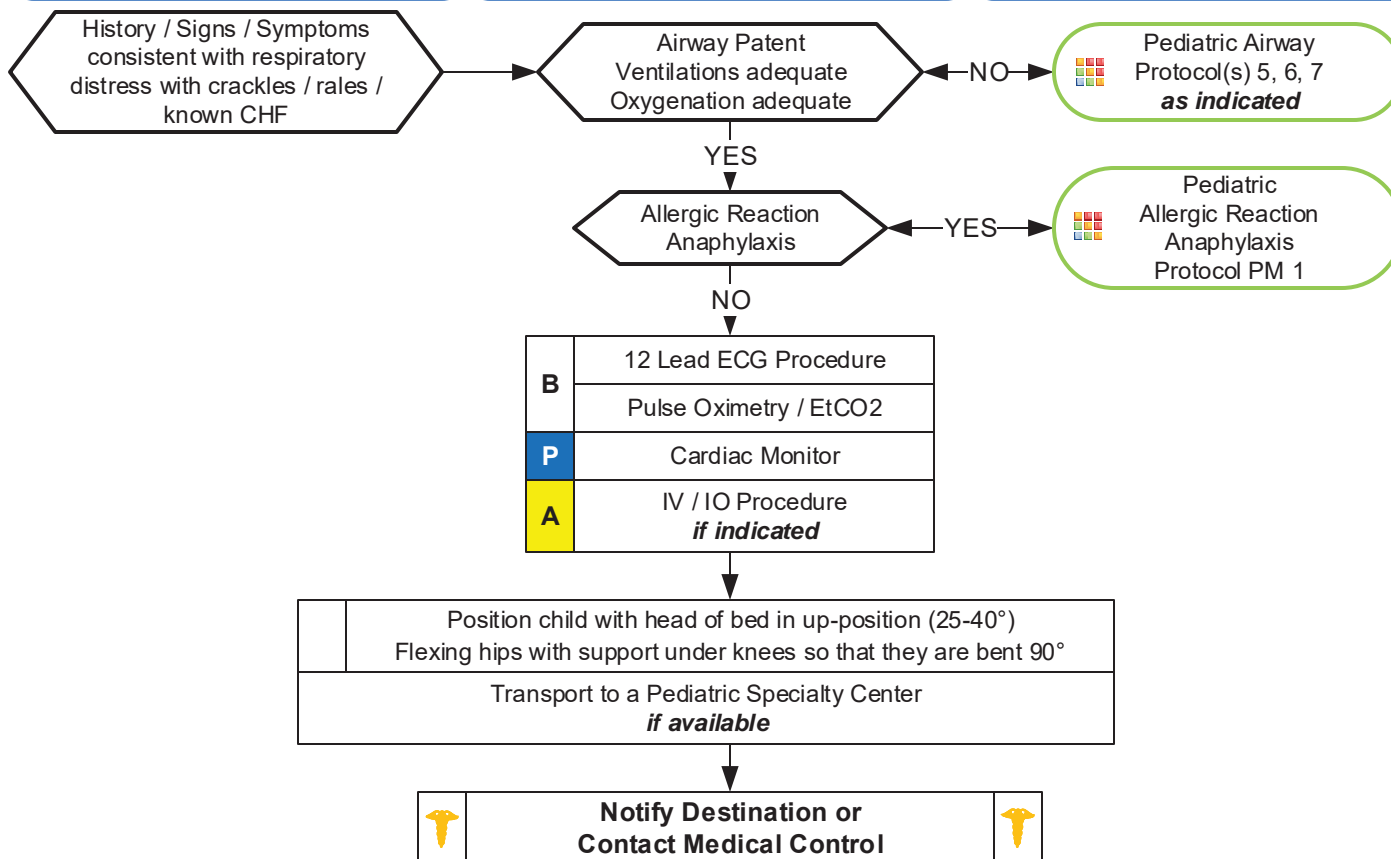 History / Signs / Symptoms
consistent with respiratory
distress with crackles / rales /
known CHF
Airway Patent
Ventilations adequate
Oxygenation adequate
NO
Pediatric Airway
Protocol(s) 5, 6, 7
as indicated
YES
Allergic Reaction
Anaphylaxis
YES
Pediatric
Allergic Reaction
Anaphylaxis
Protocol PM 1
NO
B
12 Lead ECG Procedure
Pulse Oximetry / EtCO2
P
Cardiac Monitor
A
IV / IO Procedure
if indicated
Position child with head of bed in up-position (25-40°)
Flexing hips with support under knees so that they are bent 90°
Transport to a Pediatric Specialty Center
if available
Notify Destination or
Contact Medical Control